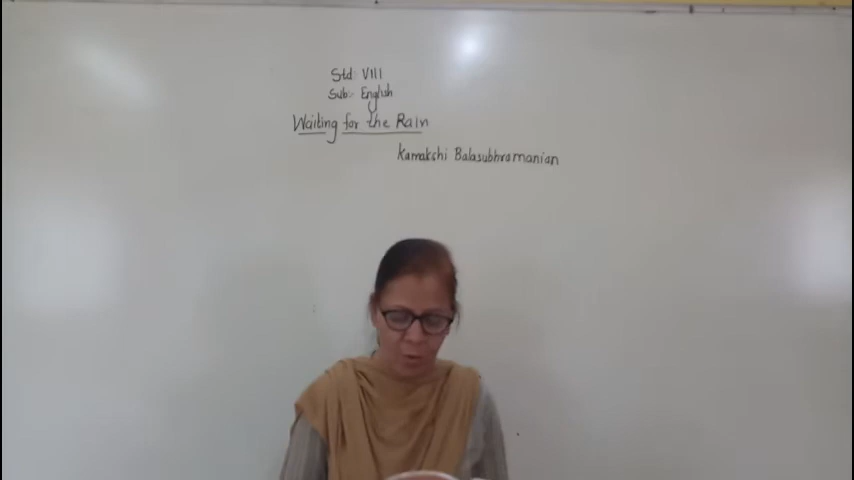 Std: VIII
Sub:- English
Waiting for the Rain
Kamakshi Balasubhramanian